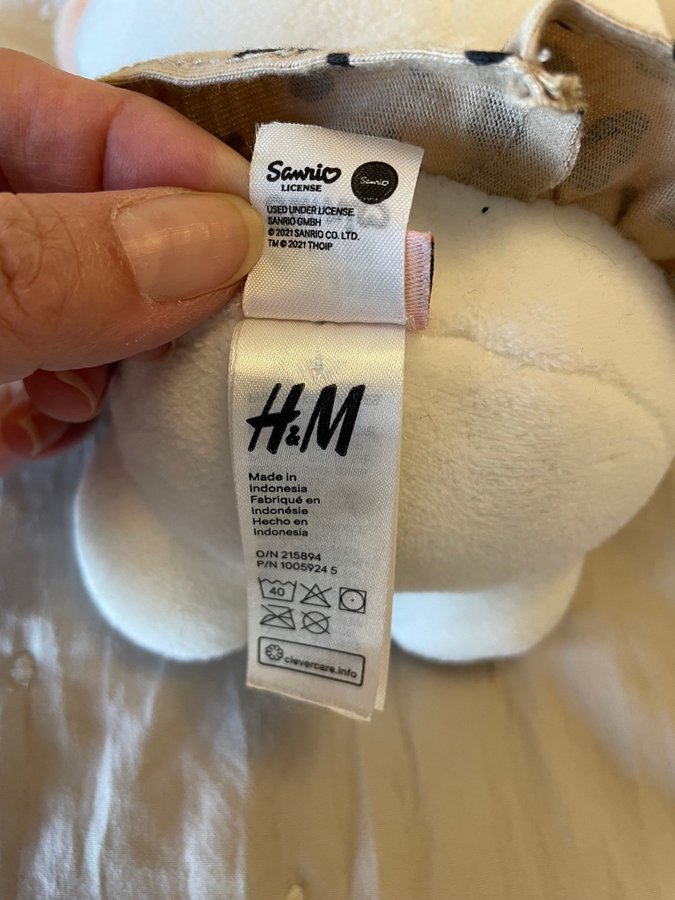 Sanrio
LICENSE
Sanrio
USED UNDER LICENSE.
SANRIO GMBH
© 2021 SANRIO CO. LTD.
TM © 2021 THOIP
H&M
Made in
Indonesia
Fabriqué en
Indonésie
Hecho en
Indonesia
O/N 215894
P/N 1005924 5
40
clevercare.info